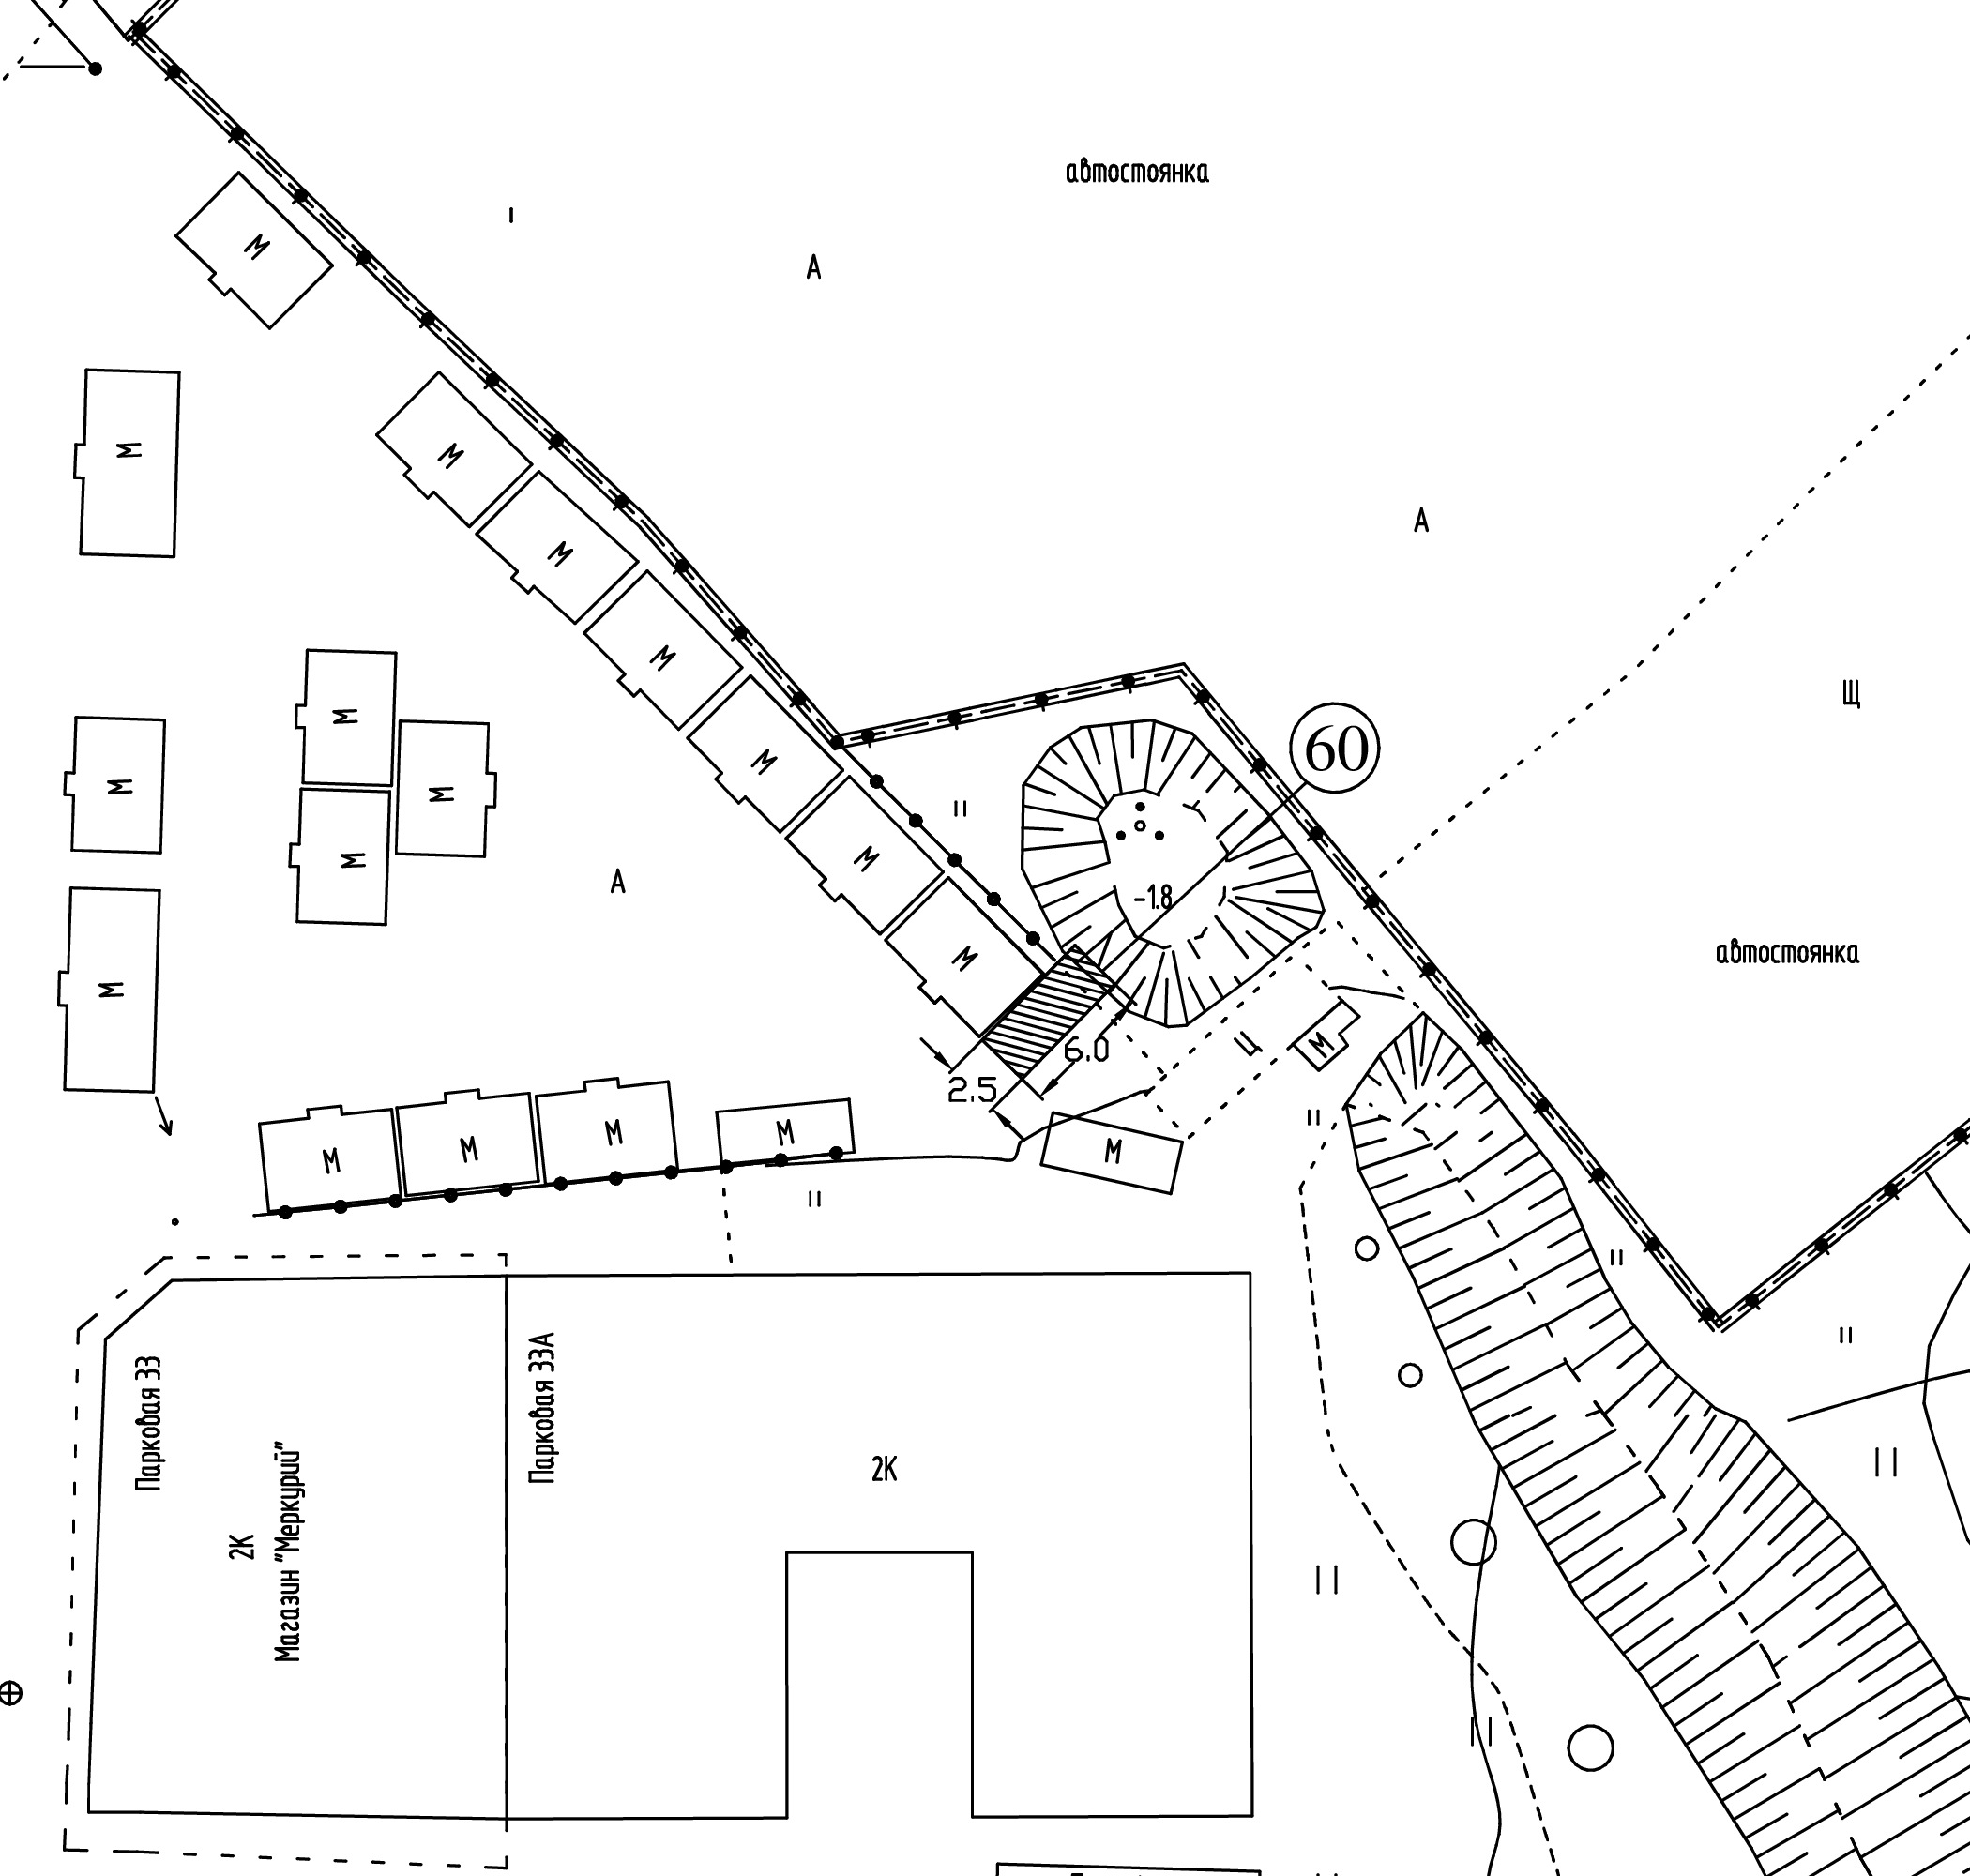 автостоянка
А
М
М
М
А
М
М
М
60
Щ
М
М
М
М
М
М
М
А
-1.8
автостоянка
М
М
Ц
М
6.0
2.5
М
М
М
М
М
Парковая 33
Парковая 33А
2К
2К
Магазин "Меркурий"